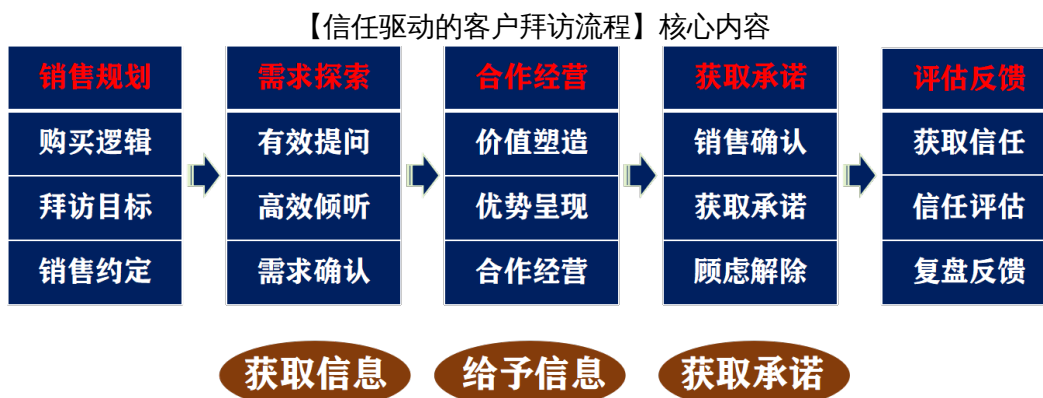 【信任驱动的客户拜访流程】核心内容
销售规划
购买逻辑
拜访目标
销售约定
需求探索
有效提问
高效倾听
需求确认
合作经营
价值塑造
优势呈现
合作经营
获取承诺
销售确认
获取承诺
顾虑解除
评估反馈
获取信任
信任评估
复盘反馈
获取信息
给予信息
获取承诺